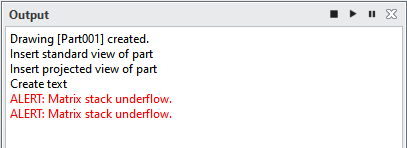 Output
Drawing [Part001] created.
Insert standard view of part
Insert projected view of part
Create text
ALERT: Matrix stack underflow.
ALERT: Matrix stack underflow.